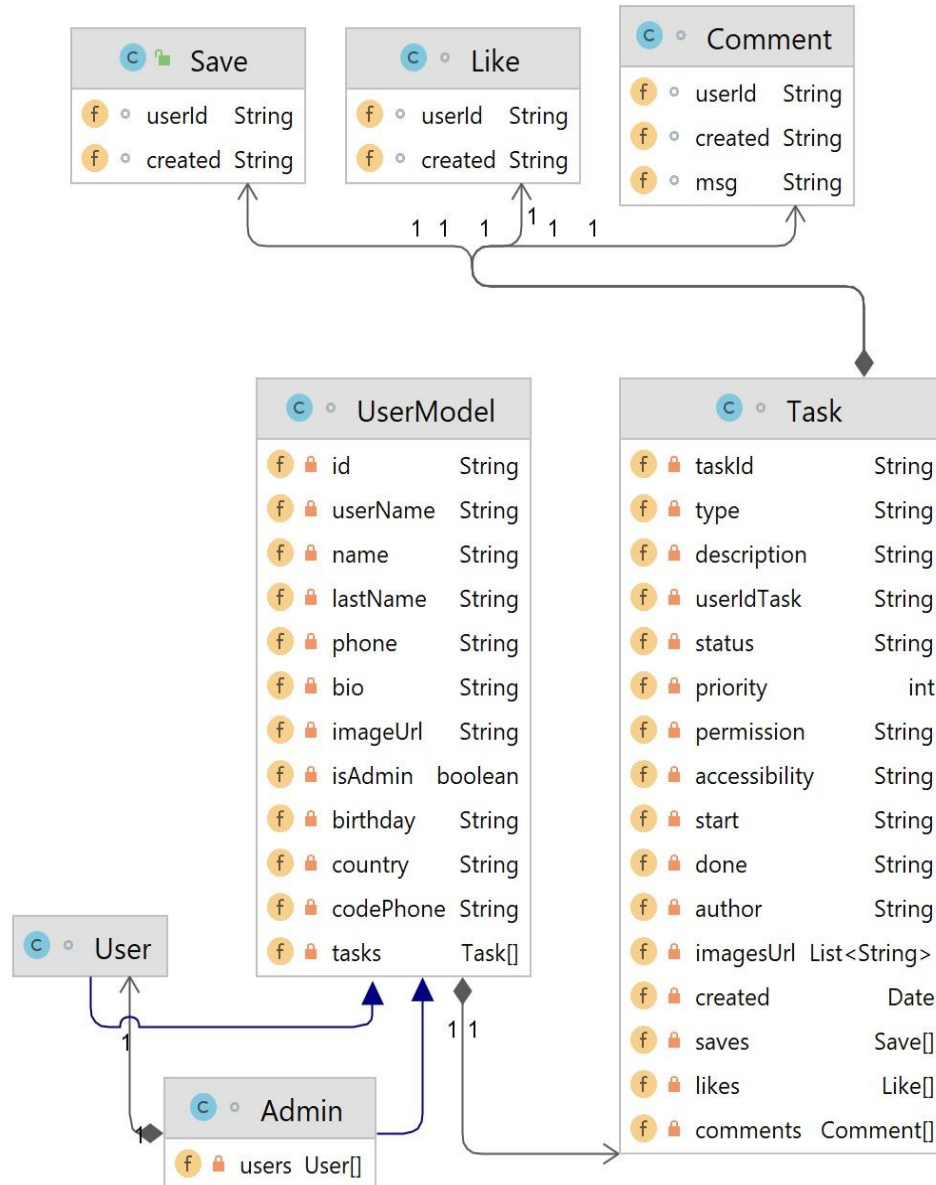 C Save
f userId String
f created String
C Like
f userId String
f created String
C Comment
f userId String
f created String
f msg String
1 1 1 1 1 1
C UserModel
f id String
f userName String
f name String
f lastName String
f phone String
f bio String
f imageUrl String
f isAdmin boolean
f birthday String
f country String
f codePhone String
f tasks Task[]
C Task
f taskId String
f type String
f description String
f userIdTask String
f status String
f priority int
f permission String
f accessibility String
f start String
f done String
f author String
f imagesUrl List<String>
f created Date
f saves Save[]
f likes Like[]
f comments Comment[]
C User
1
1 1
1
C Admin
f users User[]